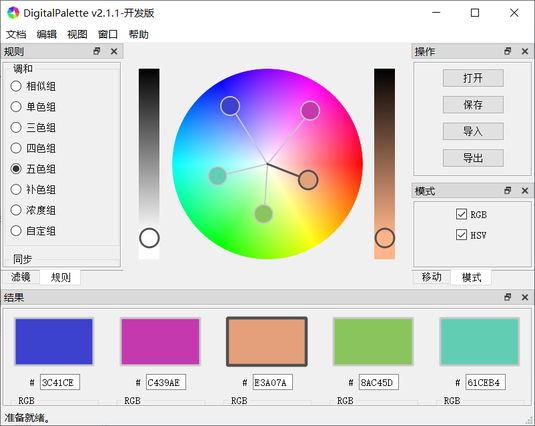 DigitalPalette v2.1.1-开发版
文档 编辑 视图 窗口 帮助
规则
调和
相似组
单色组
三色组
四色组
五色组
补色组
浓度组
自定组
同步
滤镜 规则
操作
打开
保存
导入
导出
模式
RGB
HSV
移动 模式
结果
# 3C41CE # C439AE # E3A07A # 8AC45D # 61CEB4
RGB RGB RGB RGB RGB
准备就绪。